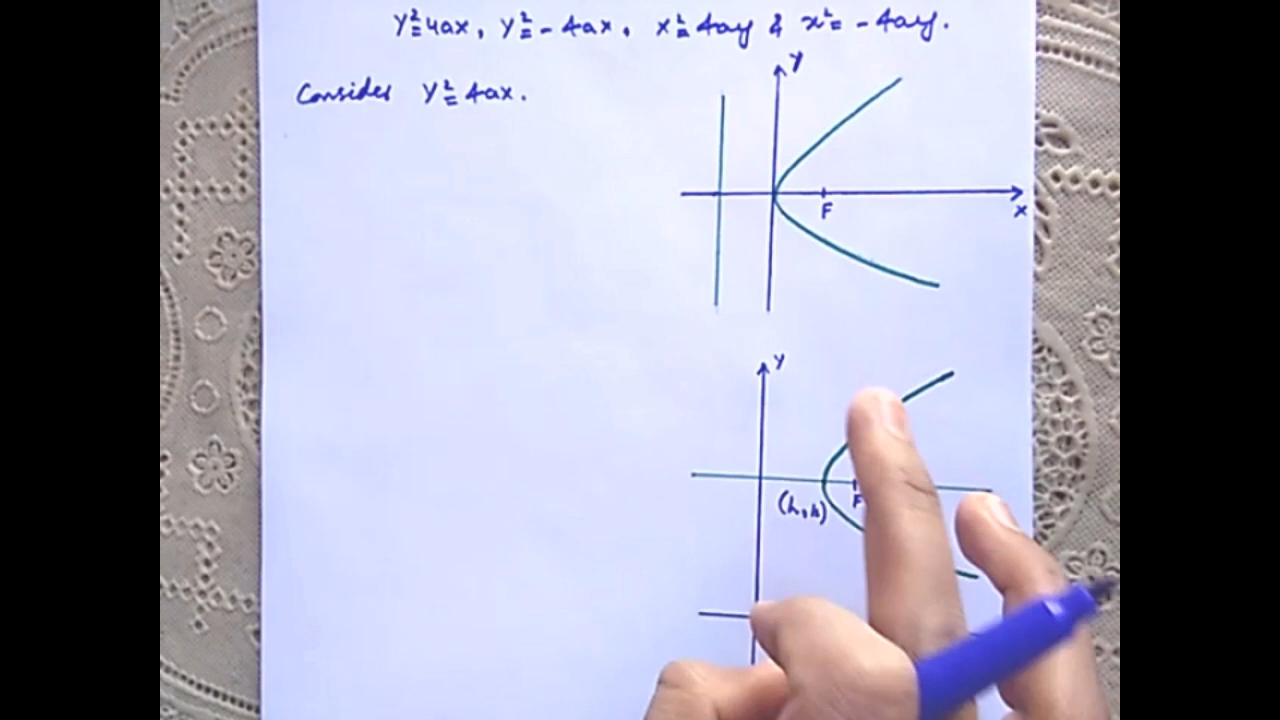 y²=4ax, y²=-4ax, x²=4ay & x²=-4ay.
Consider y²=4ax.
Y
F
X
Y
(h,k)
F